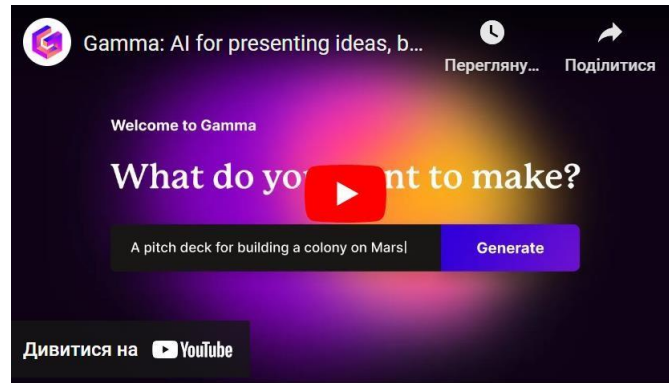 Gamma: AI for presenting ideas, b...
Перегляну...
Поділитися
Welcome to Gamma
What do yo nt to make?
A pitch deck for building a colony on Mars
Generate
Дивитися на YouTube